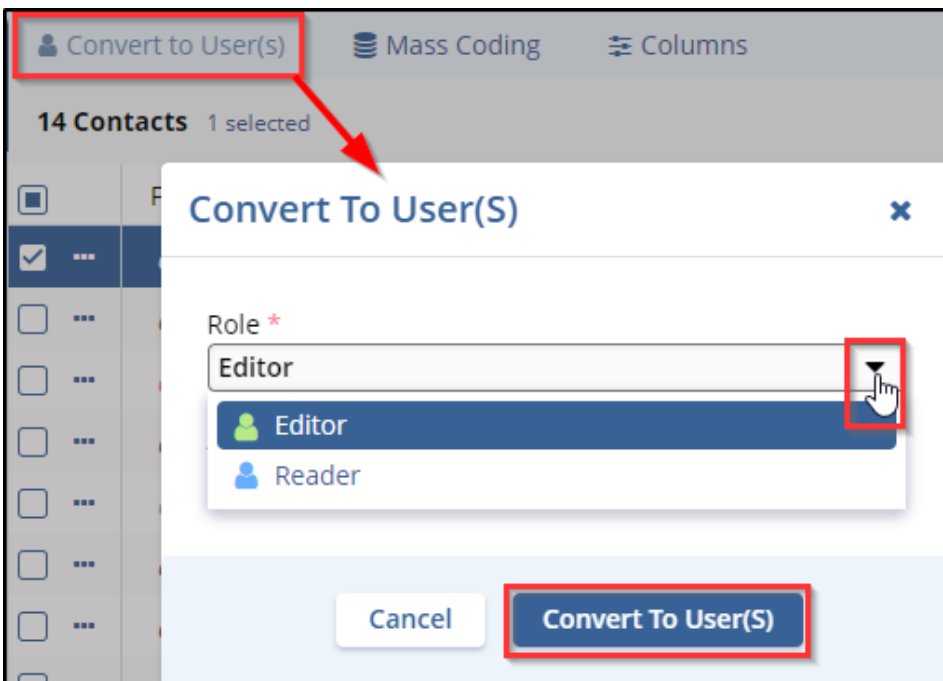 Convert to User(s) Mass Coding Columns
14 Contacts 1 selected
F
Convert To User(S)
Role *
Editor
Editor
Reader
Cancel Convert To User(S)